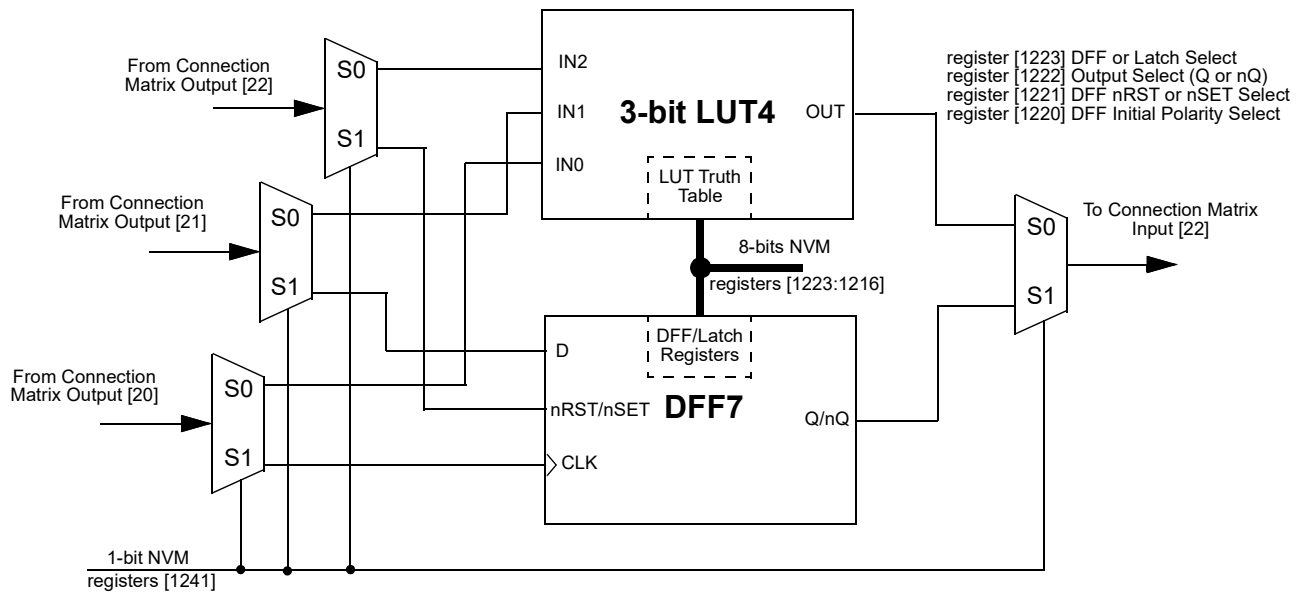 From Connection
Matrix Output [22]
S0
S1
IN2
IN1
IN0
3-bit LUT4
OUT
LUT Truth
Table
register [1223] DFF or Latch Select
register [1222] Output Select (Q or nQ)
register [1221] DFF nRST or nSET Select
register [1220] DFF Initial Polarity Select
From Connection
Matrix Output [21]
S0
S1
8-bits NVM
registers [1223:1216]
S0
S1
To Connection Matrix
Input [22]
From Connection
Matrix Output [20]
S0
S1
D
nRST/nSET
CLK
DFF/Latch
Registers
DFF7
Q/nQ
1-bit NVM
registers [1241]